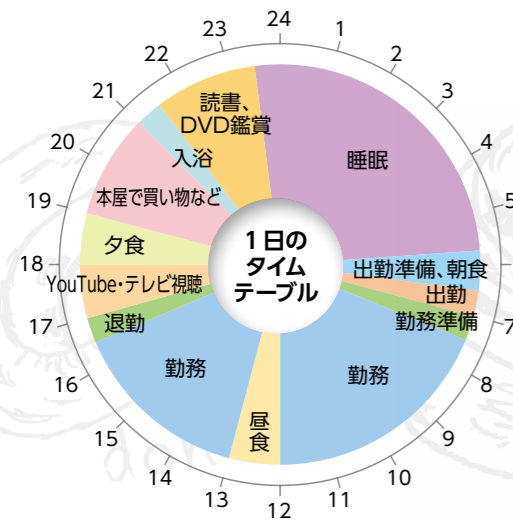 24
1
2
3
4
5
7
8
9
10
11
12
13
14
15
16
17
18
19
20
21
22
23
1日の
タイム
テーブル
睡眠
出勤準備、朝食
出勤
勤務準備
勤務
昼
食
勤務
退勤
YouTube・テレビ視聴
夕食
本屋で買い物など
入浴
読書、
DVD鑑賞